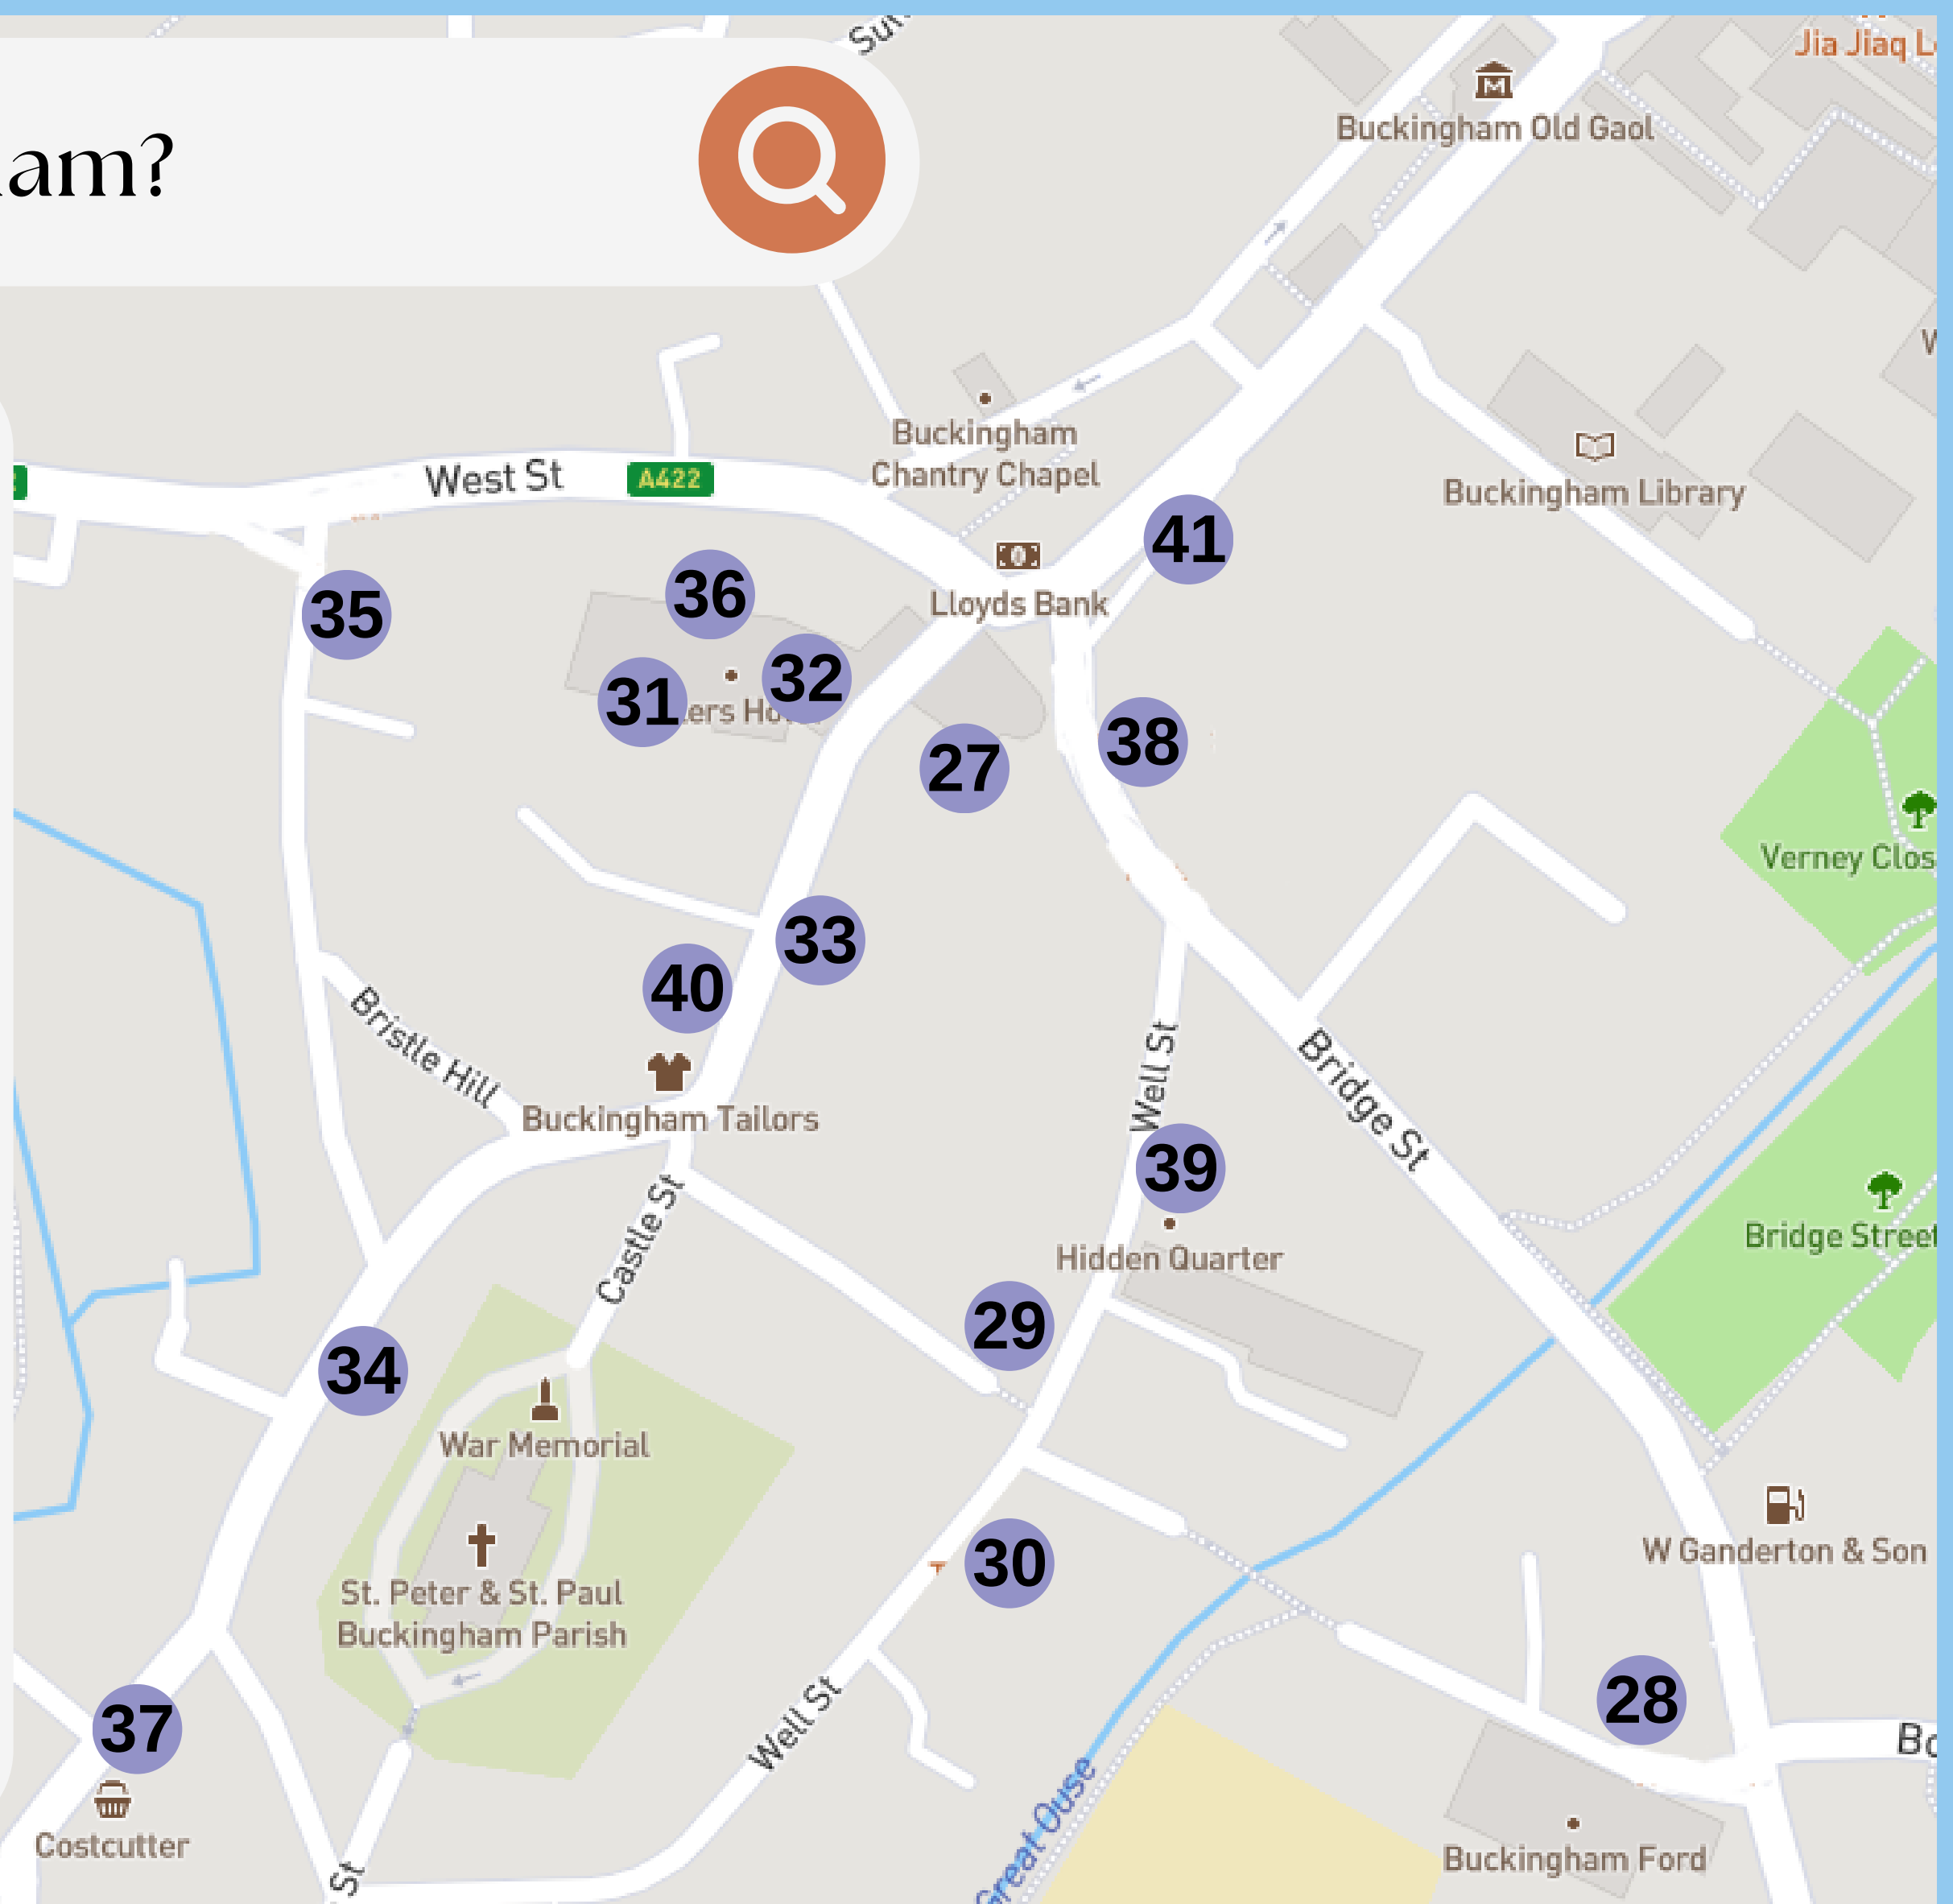 am?
Jia Jiaq
Buckingham Old Gaol
Buckingham
Chantry Chapel
West St
A422
Buckingham Library
41
Lloyds Bank
36
35
32
31
38
27
Verney Clos
33
40
Bristle Hill
Well St
Bridge St
Buckingham Tailors
39
Castle St
Bridge Street
Hidden Quarter
29
34
War Memorial
W Ganderton & Son
30
St. Peter & St. Paul
Buckingham Parish
Well St
28
37
Great Ouse
Costcutter
Buckingham Ford
St